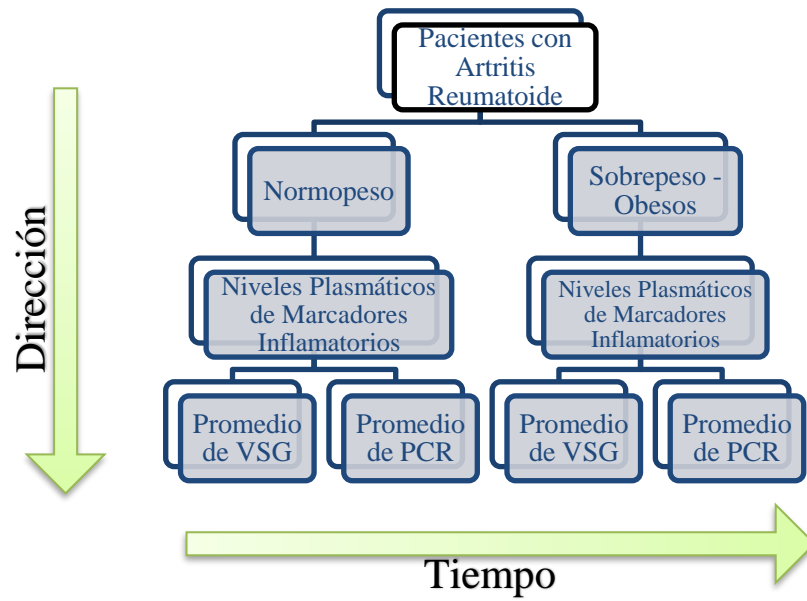 Pacientes con
Artritis
Reumatoide
Normopeso
Sobrepeso -
Obesos
Niveles Plasmáticos
de Marcadores
Inflamatorios
Niveles Plasmáticos
de Marcadores
Inflamatorios
Promedio
de VSG
Promedio
de PCR
Promedio
de VSG
Promedio
de PCR
Dirección
Tiempo